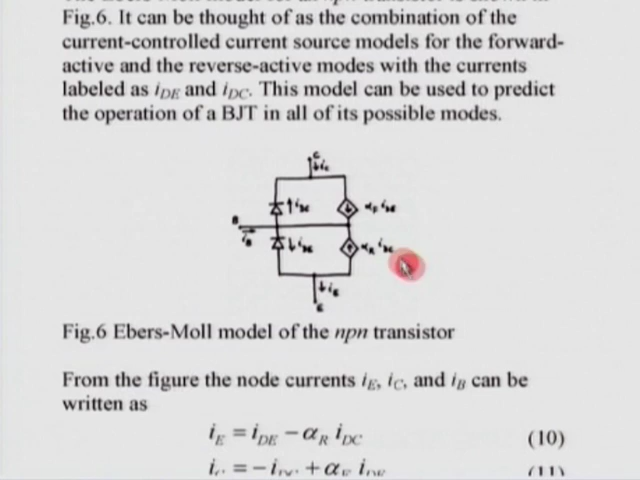 Fig.6. It can be thought of as the combination of the
current-controlled current source models for the forward-
active and the reverse-active modes with the currents
labeled as iDE and iDC. This model can be used to predict
the operation of a BJT in all of its possible modes.
C
iC
B
iB
iE
E
Fig.6 Ebers-Moll model of the npn transistor
From the figure the node currents iE, iC, and iB can be
written as
iE = iDE − αR iDC (10)